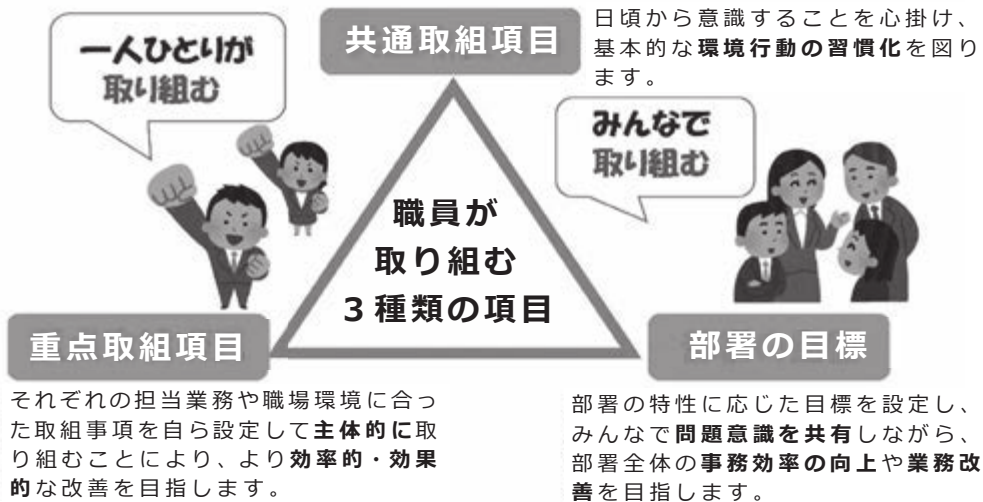 一人ひとりが
取り組む
共通取組項目
日頃から意識することを心掛け、
基本的な環境行動の習慣化を図り
ます。
みんなで
取り組む
職員が
取り組む
３種類の項目
重点取組項目
それぞれの担当業務や職場環境に合っ
た取組事項を自ら設定して主体的に取
り組むことにより、より効率的・効果
的な改善を目指します。
部署の目標
部署の特性に応じた目標を設定し、
みんなで問題意識を共有しながら、
部署全体の事務効率の向上や業務改
善を目指します。